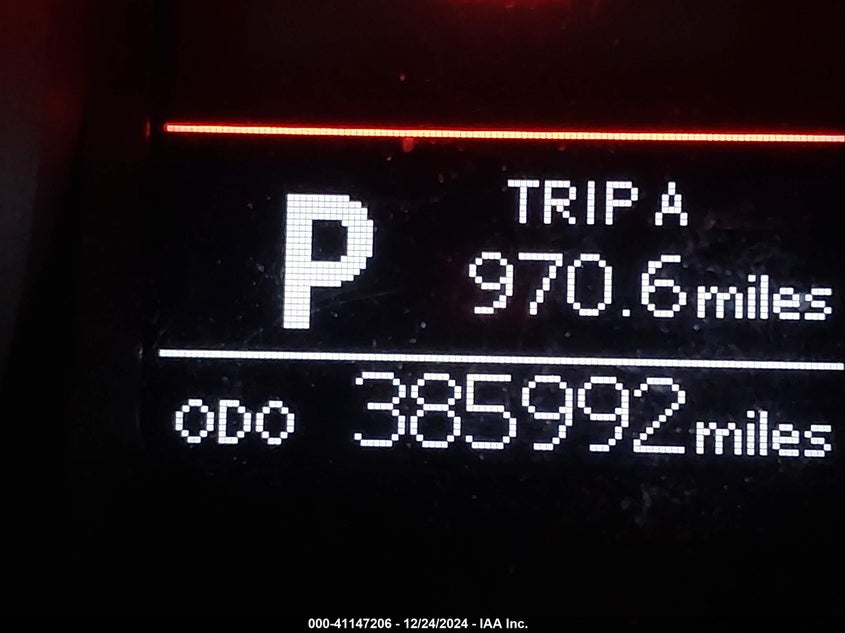 P
TRIP A
970.6 miles
ODO 385992 miles
000-41147206 - 12/24/2024 - IAA Inc.